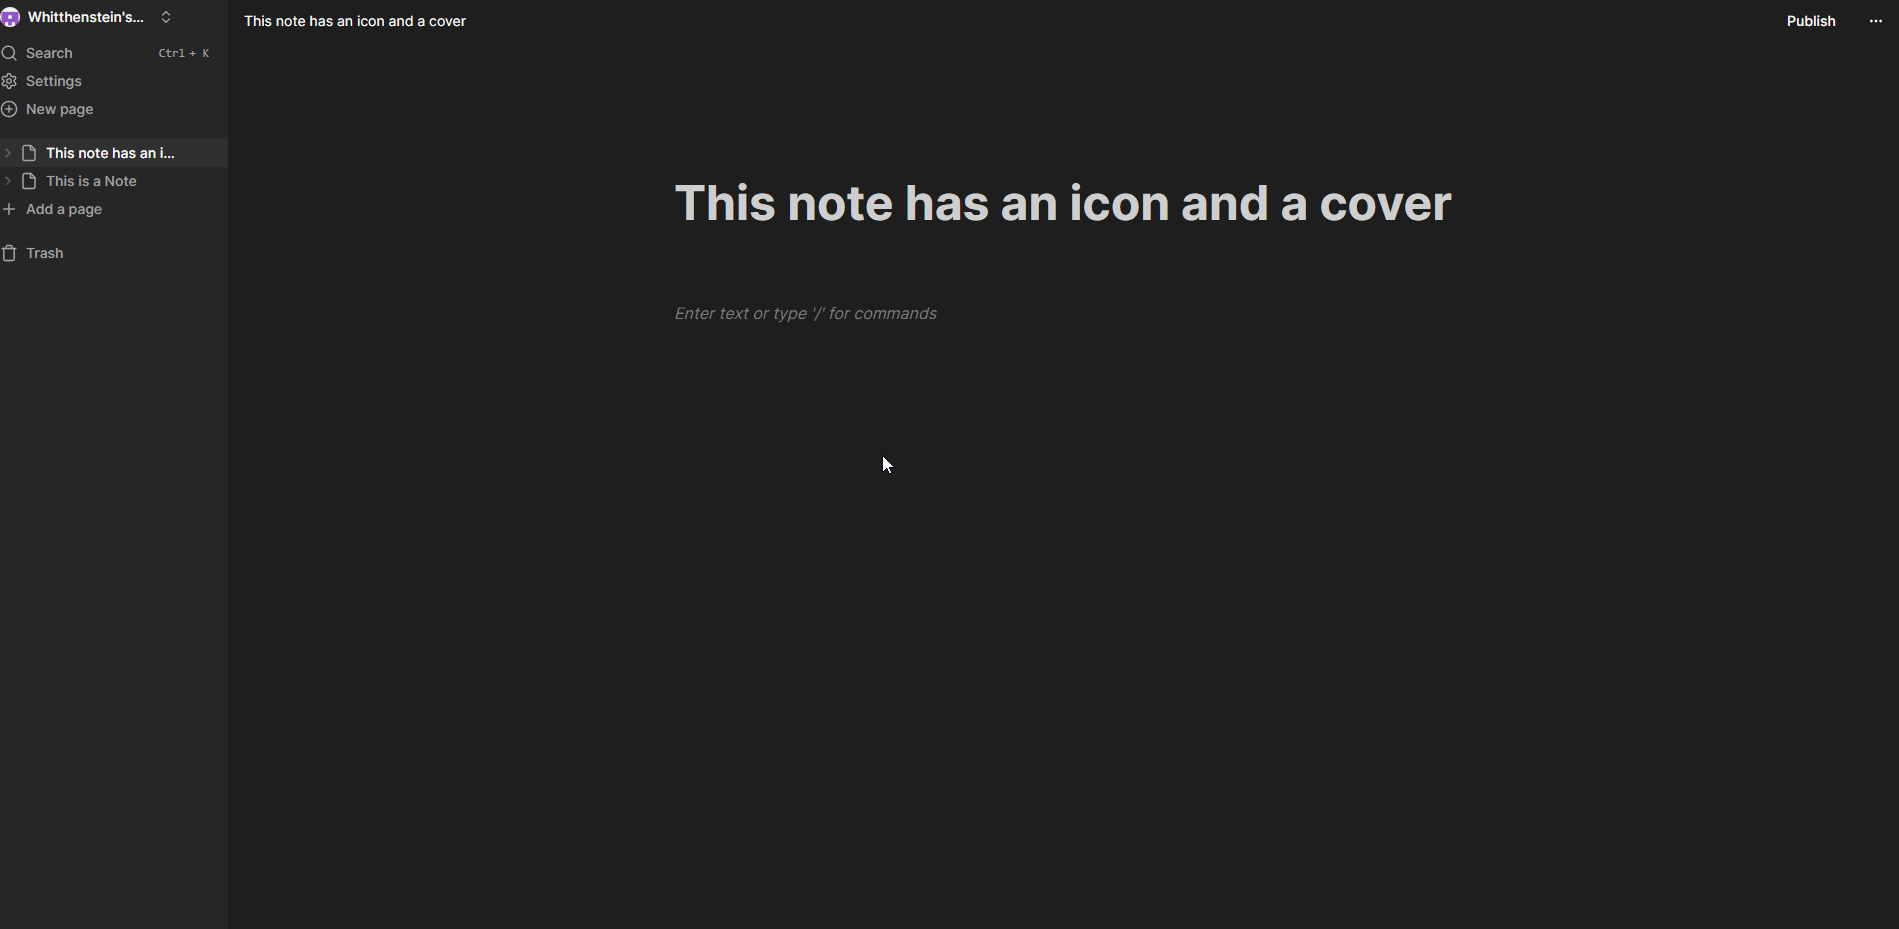 Whitthenstein's...
Search Ctrl + K
Settings
New page
This note has an i...
This is a Note
Add a page
Trash
This note has an icon and a cover
Publish
This note has an icon and a cover
Enter text or type '/' for commands